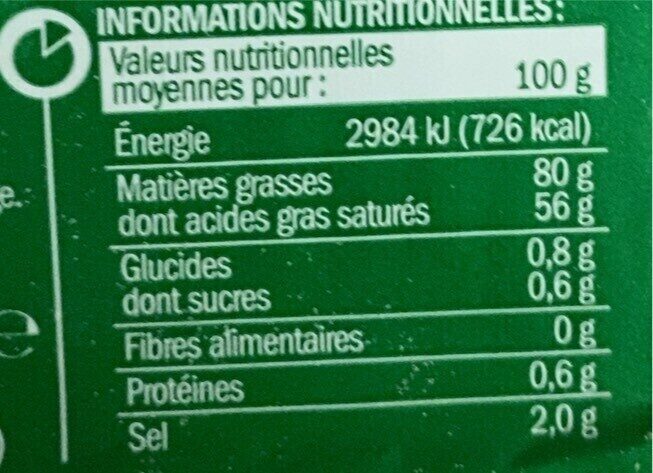 INFORMATIONS NUTRITIONNELLES:
Valeurs nutritionnelles
moyennes pour : 100 g
Énergie 2984 kJ (726 kcal)
Matières grasses 80 g
dont acides gras saturés 56 g
Glucides 0,8 g
dont sucres 0,6 g
Fibres alimentaires 0 g
Protéines 0,6 g
Sel 2,0 g